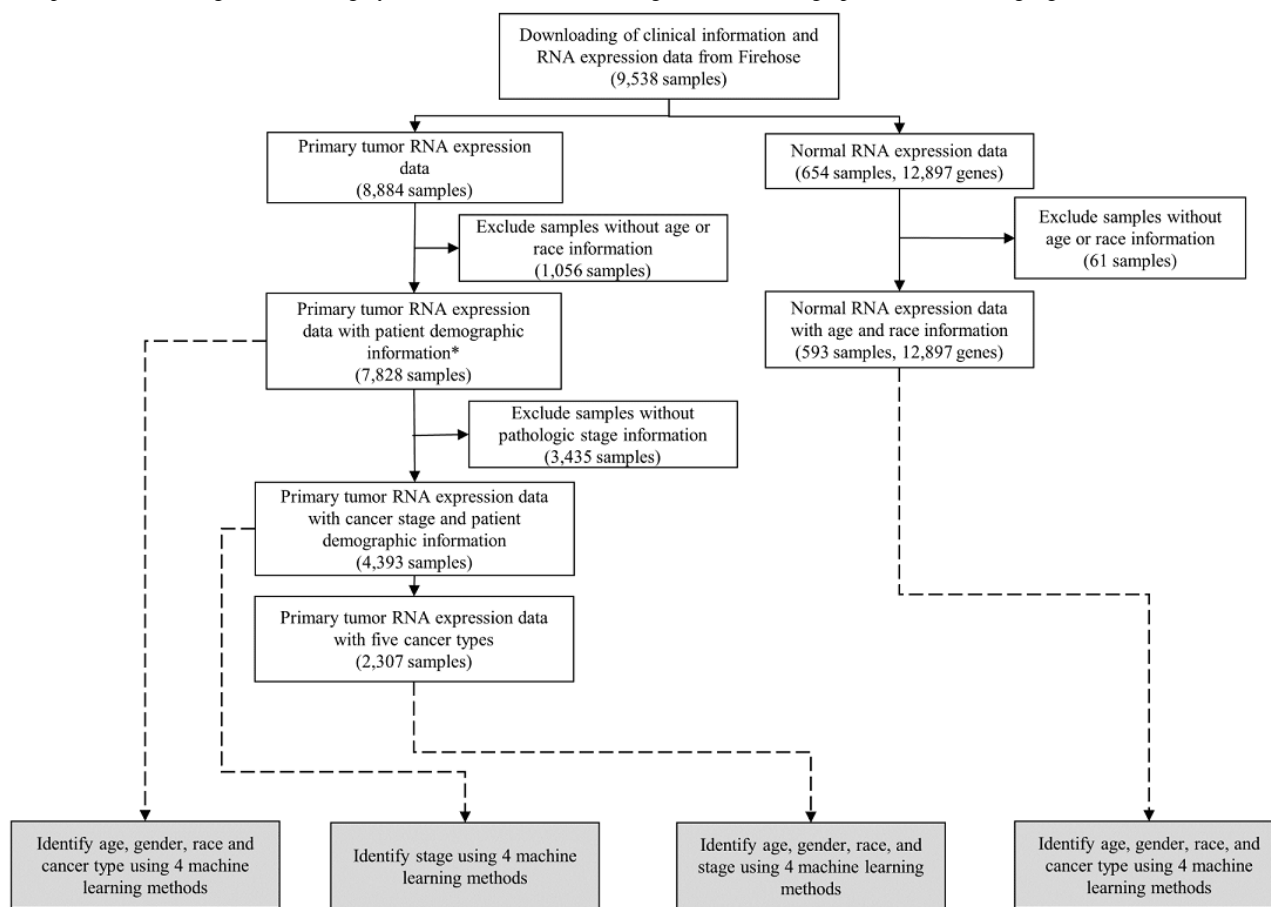 Downloading of clinical information and
RNA expression data from Firehose
(9,538 samples)
Primary tumor RNA expression
data
(8,884 samples)
Normal RNA expression data
(654 samples, 12,897 genes)
Exclude samples without age or
race information
(1,056 samples)
Exclude samples without
age or race information
(61 samples)
Primary tumor RNA expression
data with patient demographic
information*
(7,828 samples)
Normal RNA expression data
with age and race information
(593 samples, 12,897 genes)
Exclude samples without
pathologic stage information
(3,435 samples)
Primary tumor RNA expression data
with cancer stage and patient
demographic information
(4,393 samples)
Primary tumor RNA expression data
with five cancer types
(2,307 samples)
Identify age, gender, race and
cancer type using 4 machine
learning methods
Identify stage using 4 machine
learning methods
Identify age, gender, race, and
stage using 4 machine learning
methods
Identify age, gender, race, and
cancer type using 4 machine
learning methods